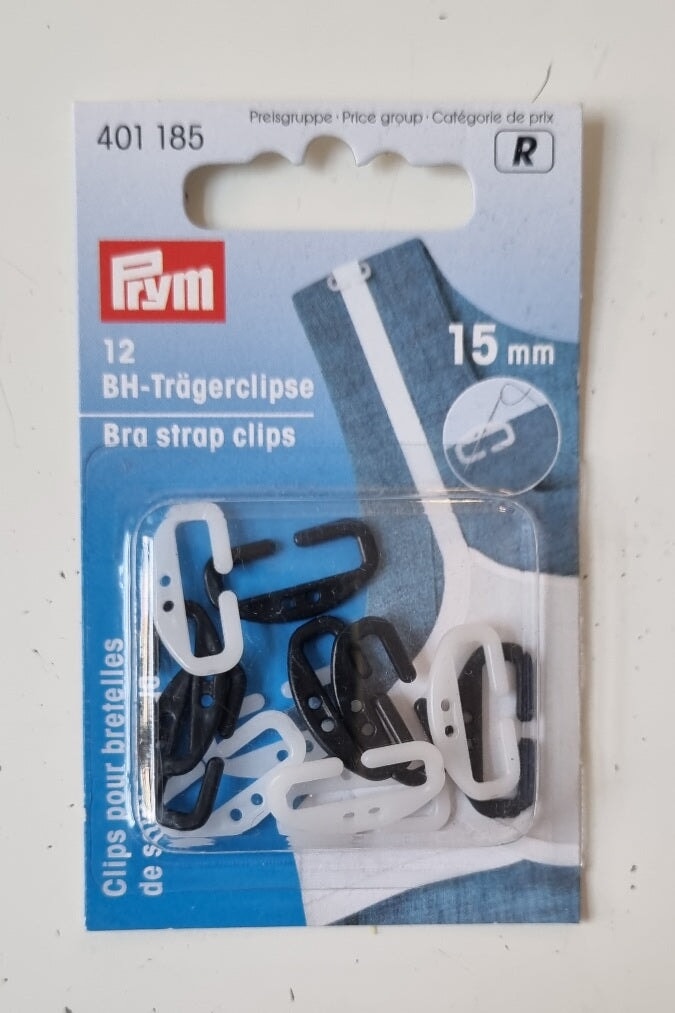 Preisgruppe · Price group · Catégorie de prix
401 185
R
Prym
15 mm
12
BH-Trägerclipse
Bra strap clips
Clips pour bretelles
de